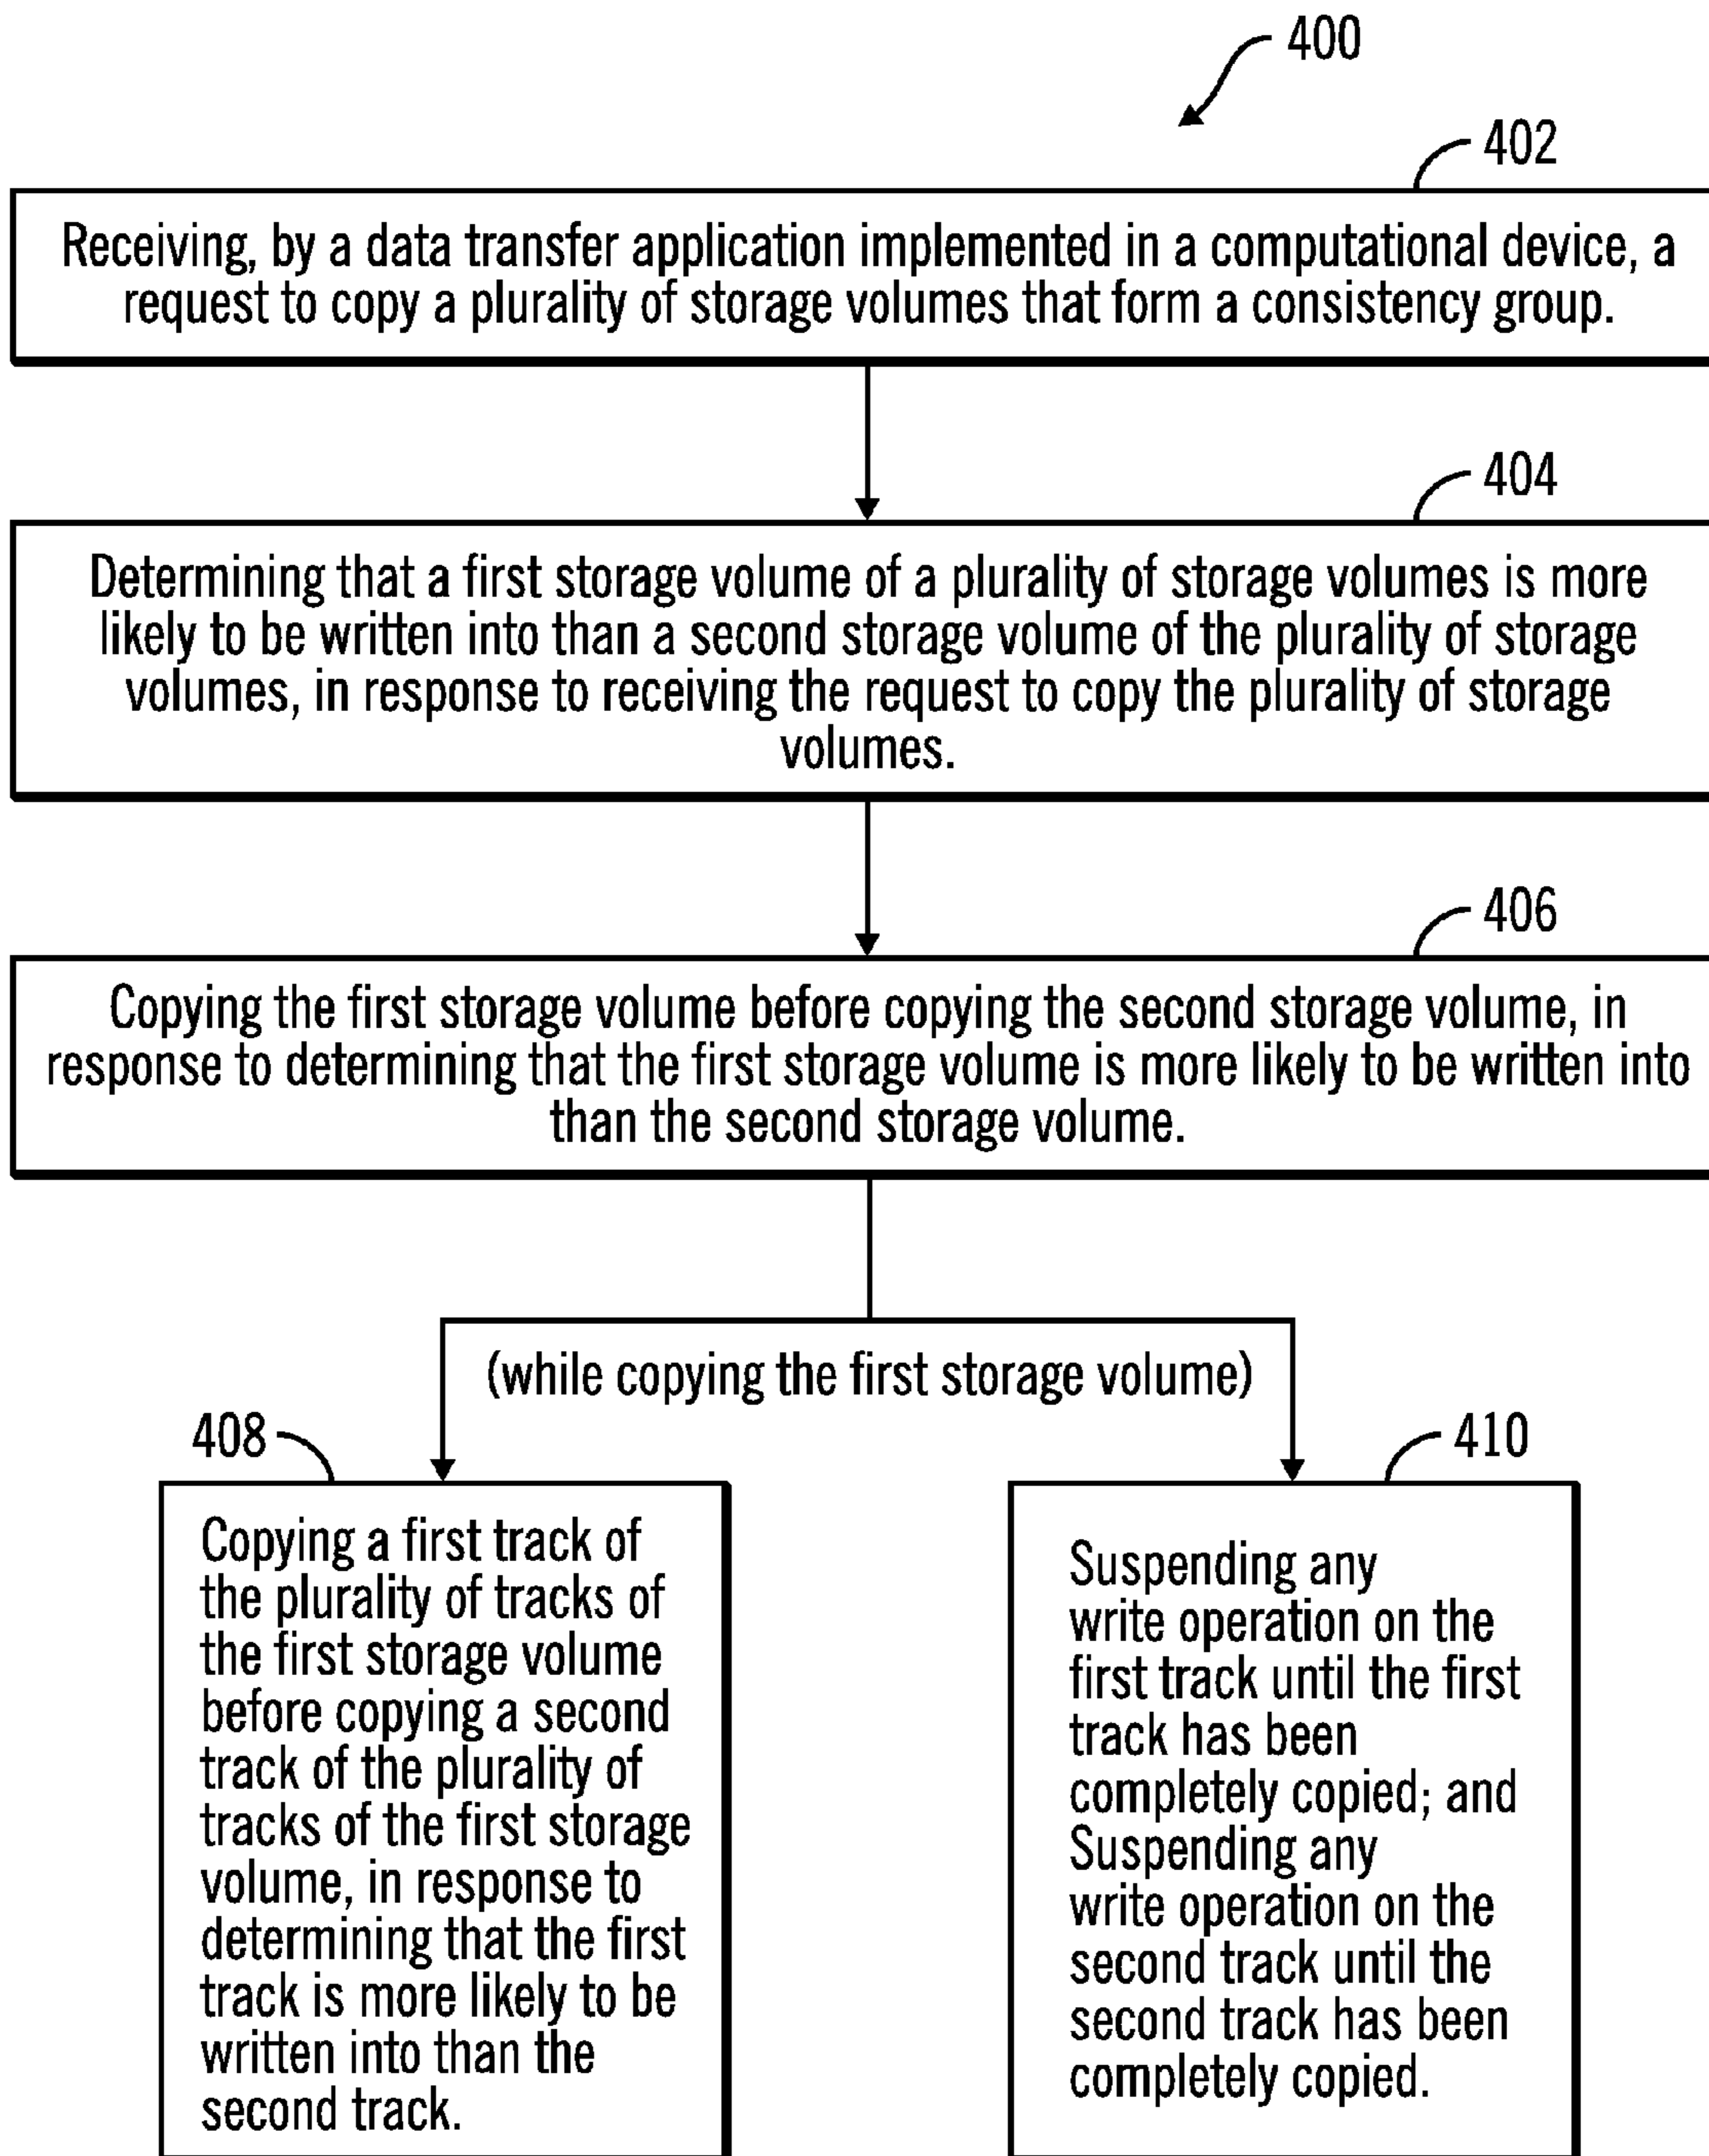 400
402
Receiving, by a data transfer application implemented in a computational device, a
request to copy a plurality of storage volumes that form a consistency group.
404
Determining that a first storage volume of a plurality of storage volumes is more
likely to be written into than a second storage volume of the plurality of storage
volumes, in response to receiving the request to copy the plurality of storage
volumes.
406
Copying the first storage volume before copying the second storage volume, in
response to determining that the first storage volume is more likely to be written into
than the second storage volume.
(while copying the first storage volume)
408
Copying a first track of
the plurality of tracks of
the first storage volume
before copying a second
track of the plurality of
tracks of the first storage
volume, in response to
determining that the first
track is more likely to be
written into than the
second track.
410
Suspending any
write operation on the
first track until the first
track has been
completely copied; and
Suspending any
write operation on the
second track until the
second track has been
completely copied.